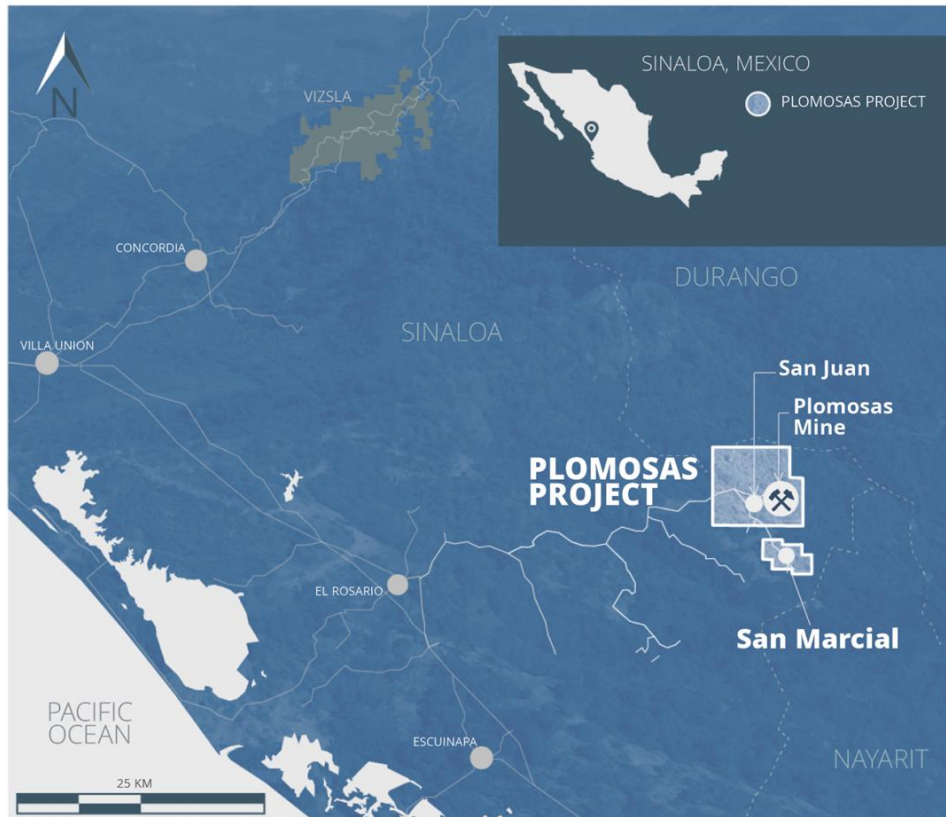 N
VIZSLA
SINALOA, MEXICO
PLOMOSAS PROJECT
CONCORDIA
DURANGO
SINALOA
VILLA UNION
San Juan
Plomosas
Mine
PLOMOSAS
PROJECT
EL ROSARIO
San Marcial
PACIFIC
OCEAN
ESCUINAPA
NAYARIT
25 KM